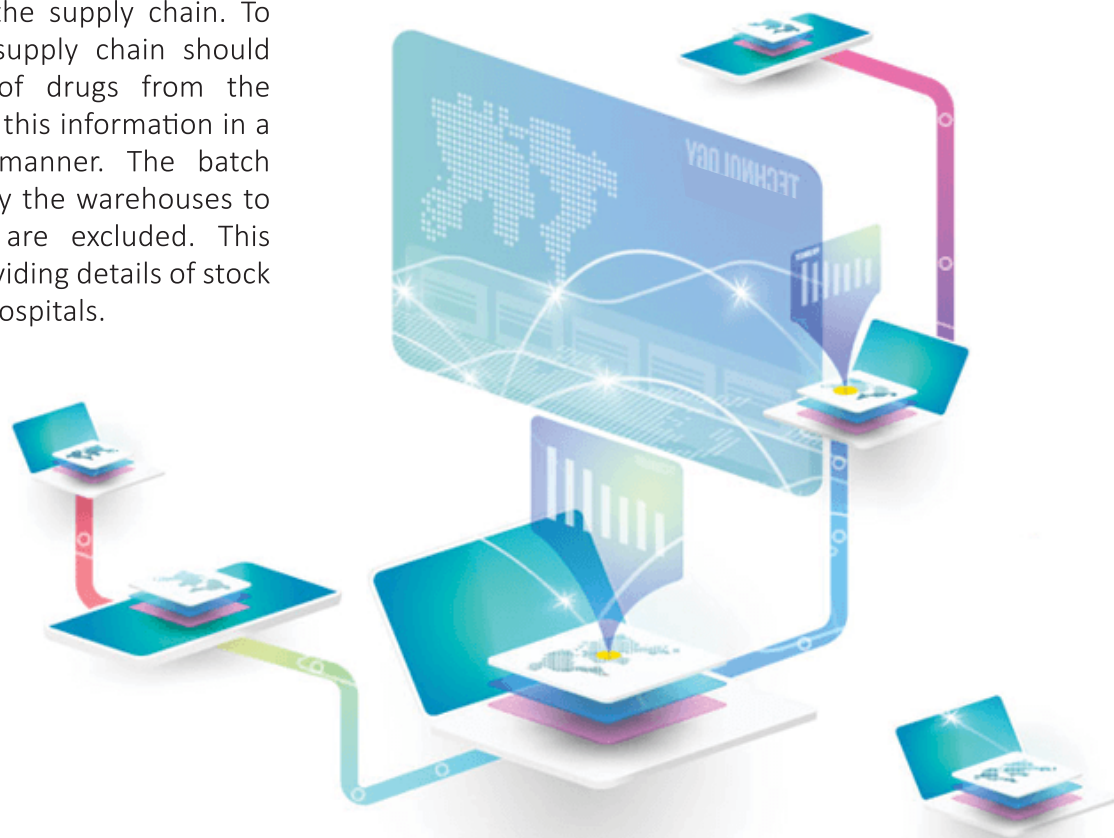 the supply chain. To
supply chain should
of drugs from the
this information in a
manner. The batch
y the warehouses to
are excluded. This
viding details of stock
ospitals.
TECHNOLOGY